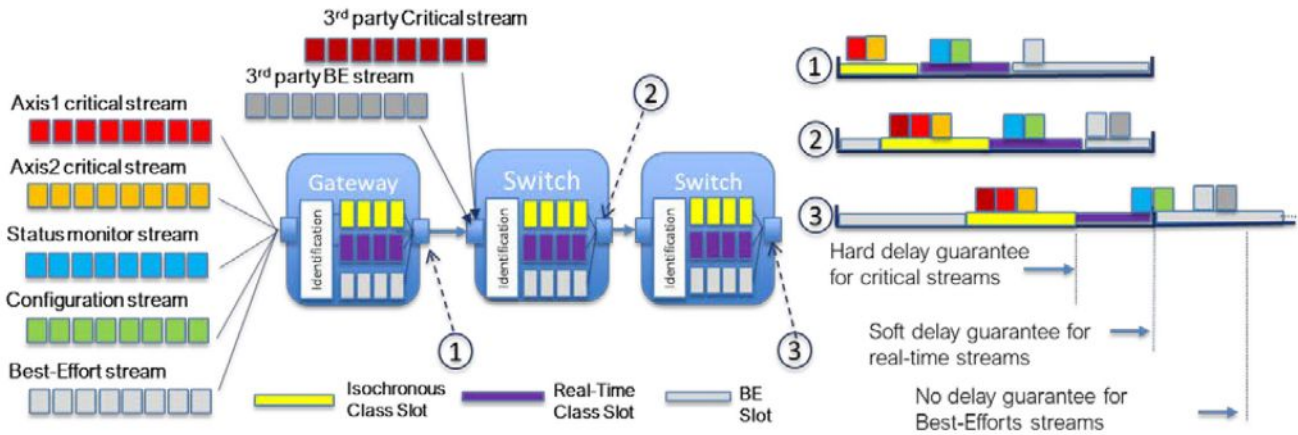 3rd party Critical stream
3rd party BE stream
Axis1 critical stream
Axis2 critical stream
Status monitor stream
Configuration stream
Best-Effort stream
Gateway
Identification
Switch
Identification
Switch
Identification
1
2
3
Isochronous
Class Slot
Real-Time
Class Slot
BE
Slot
1
2
3
Hard delay guarantee
for critical streams
Soft delay guarantee for
real-time streams
No delay guarantee for
Best-Efforts streams